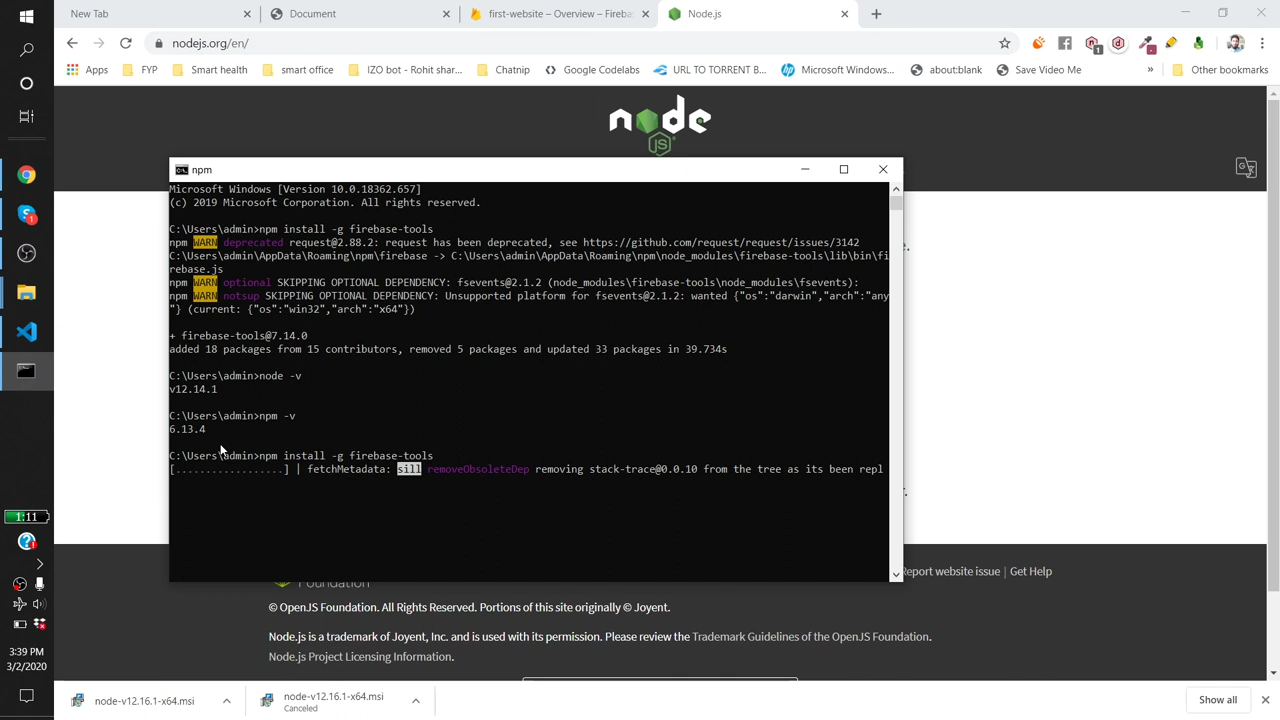 New Tab
Document
first-website – Overview – Fireba
Node.js
nodejs.org/en/
1
Apps
FYP
Smart health
smart office
IZO bot - Rohit shar...
Chatnip
Google Codelabs
URL TO TORRENT B...
Microsoft Windows...
about:blank
Save Video Me
»
Other bookmarks
node
JS
npm
Microsoft Windows [Version 10.0.18362.657]
(c) 2019 Microsoft Corporation. All rights reserved.
C:\Users\admin>npm install -g firebase-tools
npm WARN deprecated request@2.88.2: request has been deprecated, see https://github.com/request/request/issues/3142
C:\Users\admin\AppData\Roaming\npm\firebase -> C:\Users\admin\AppData\Roaming\npm\node_modules\firebase-tools\lib\bin\fi
rebase.js
npm WARN optional SKIPPING OPTIONAL DEPENDENCY: fsevents@2.1.2 (node_modules\firebase-tools\node_modules\fsevents):
npm WARN notsup SKIPPING OPTIONAL DEPENDENCY: Unsupported platform for fsevents@2.1.2: wanted {"os":"darwin","arch":"any
"} (current: {"os":"win32","arch":"x64"})
+ firebase-tools@7.14.0
added 18 packages from 15 contributors, removed 5 packages and updated 33 packages in 39.734s
C:\Users\admin>node -v
v12.14.1
C:\Users\admin>npm -v
6.13.4
C:\Users\admin>npm install -g firebase-tools
[..................] | fetchMetadata: sill removeObsoleteDep removing stack-trace@0.0.10 from the tree as its been repl
Report website issue | Get Help
Foundation
© OpenJS Foundation. All Rights Reserved. Portions of this site originally © Joyent.
Node.js is a trademark of Joyent, Inc. and is used with its permission. Please review the Trademark Guidelines of the OpenJS Foundation.
Node.js Project Licensing Information.
1:11
3:39 PM
3/2/2020
node-v12.16.1-x64.msi
node-v12.16.1-x64.msi
Canceled
Show all